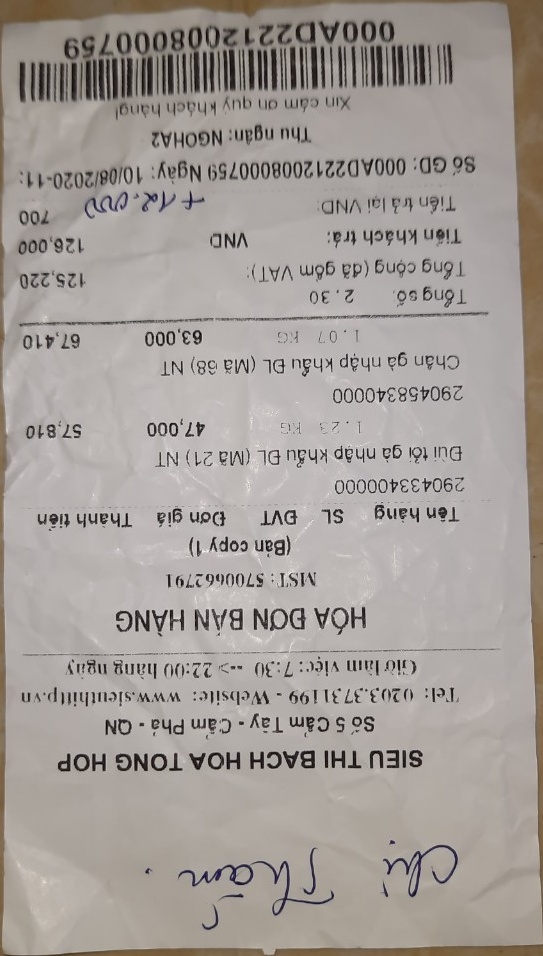 Chị Thắm.
SIEU THI BACH HOA TONG HOP
Số 5 Cẩm Tây - Cẩm Phả - QN
Tel: 0203.3731199 - Website: www.sieuthitlp.vn
Giờ làm việc: 7:30 --> 22:00 hàng ngày
HÓA ĐƠN BÁN HÀNG
MST: 5700662791
(Bản copy 1)
Tên hàng SL ĐVT Đơn giá Thành tiền
290433400000
Đùi tỏi gà nhập khẩu ĐL (Mã 21) NT
1.23 KG 47,000 57,810
290458340000
Chân gà nhập khẩu ĐL (Mã 68) NT
1.07 KG 63,000 67,410
Tổng số: 2.30
Tổng cộng (đã gồm VAT): 125,220
Tiền khách trả: VND 126,000
Tiền trả lại VND: 700
+ 12.000
Số GD: 000AD2212008000759 Ngày: 10/08/2020-11:
Thu ngân: NGOHA2
Xin cảm ơn quý khách hàng!
000AD2212008000759